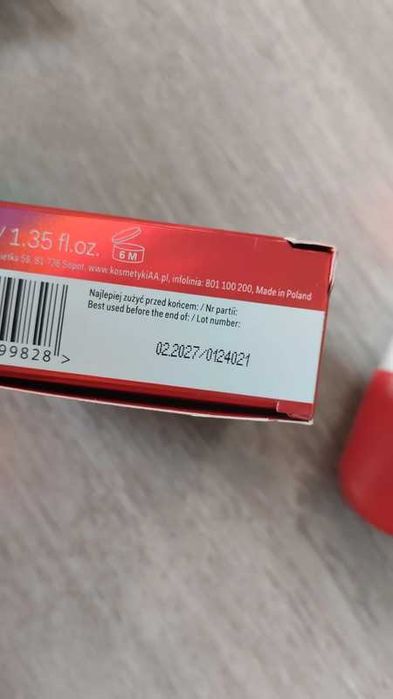 / 1.35 fl.oz. 6 M
59, 81-736 Sopot. www.kosmetykiAA.pl, infolinia: 801 100 200, Made in Poland
Najlepiej zużyć przed końcem: / Nr partii:
Best used before the end of: / Lot number:
99828 >
02.2027/0124021